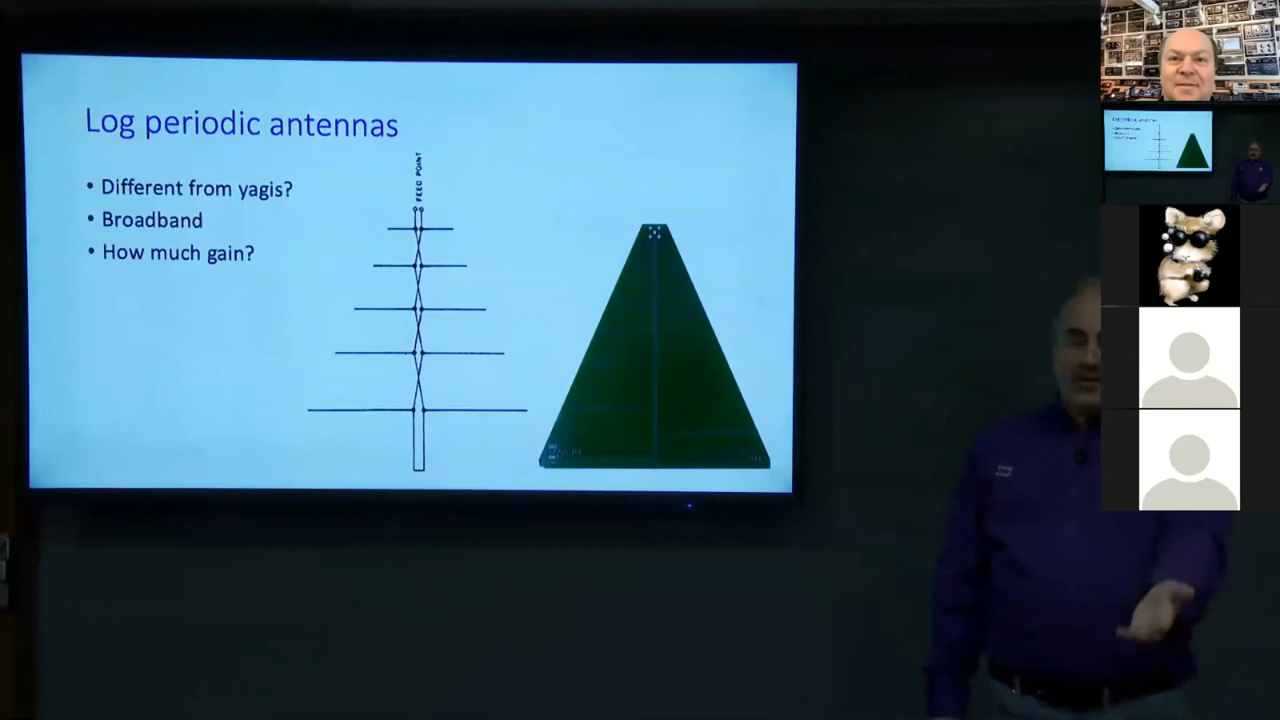 Log periodic antennas
• Different from yagis?
• Broadband
• How much gain?
FEED POINT